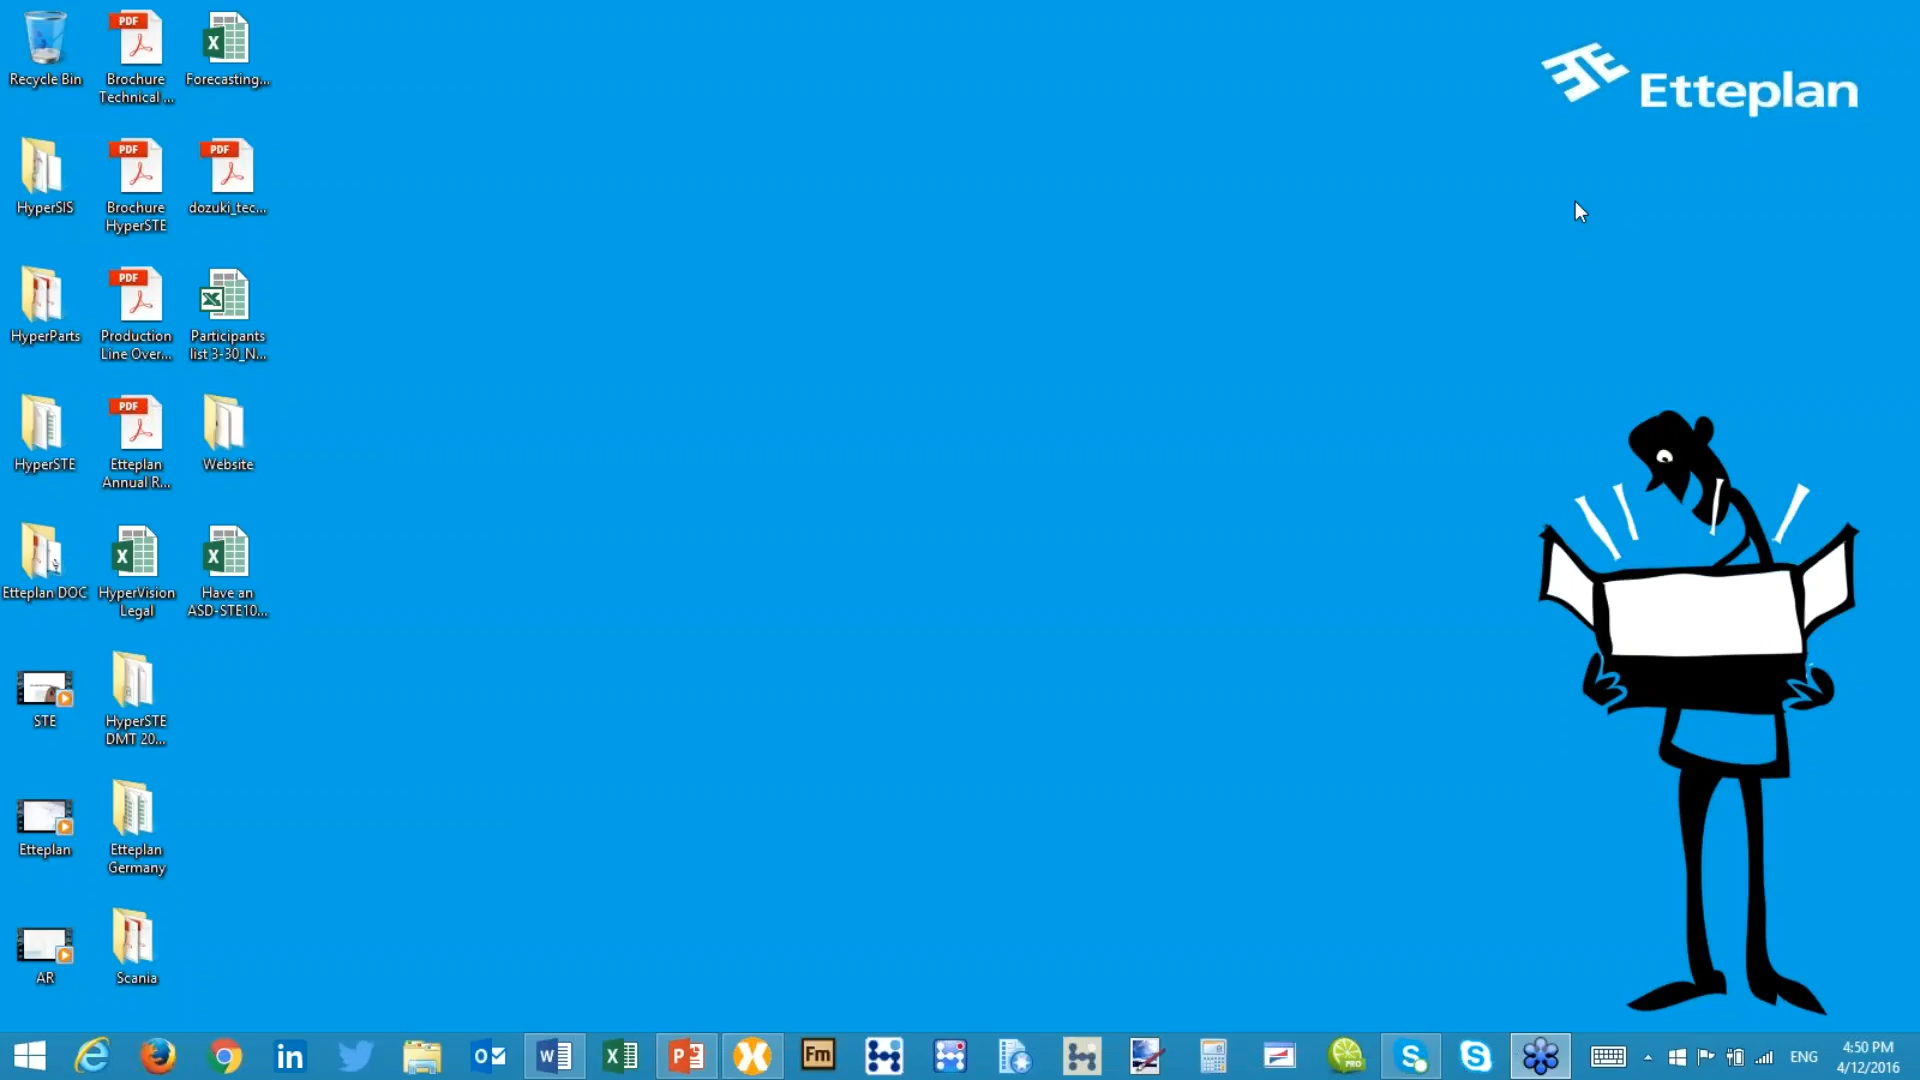 Recycle Bin
Brochure
Technical ...
Forecasting...
HyperSIS
Brochure
HyperSTE
dozuki_tec...
HyperParts
Production
Line Over...
Participants
list 3-30_N...
HyperSTE
Etteplan
Annual R...
Website
Etteplan DOC
HyperVision
Legal
Have an
ASD-STE10...
STE
HyperSTE
DMT 20...
Etteplan
Etteplan
Germany
AR
Scania
Etteplan
PDF
PDF
PDF
PDF
PDF
Fm
PRO
ENG
4:50 PM
4/12/2016